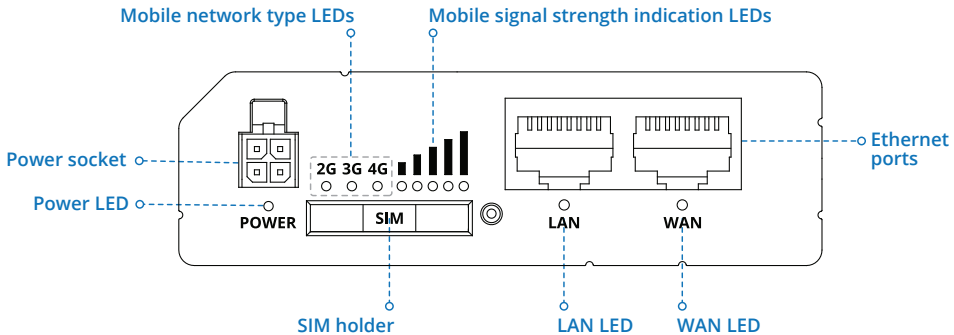 Mobile network type LEDs
Mobile signal strength indication LEDs
Power socket
Ethernet
ports
2G 3G 4G
Power LED
POWER
SIM
LAN
WAN
SIM holder
LAN LED
WAN LED